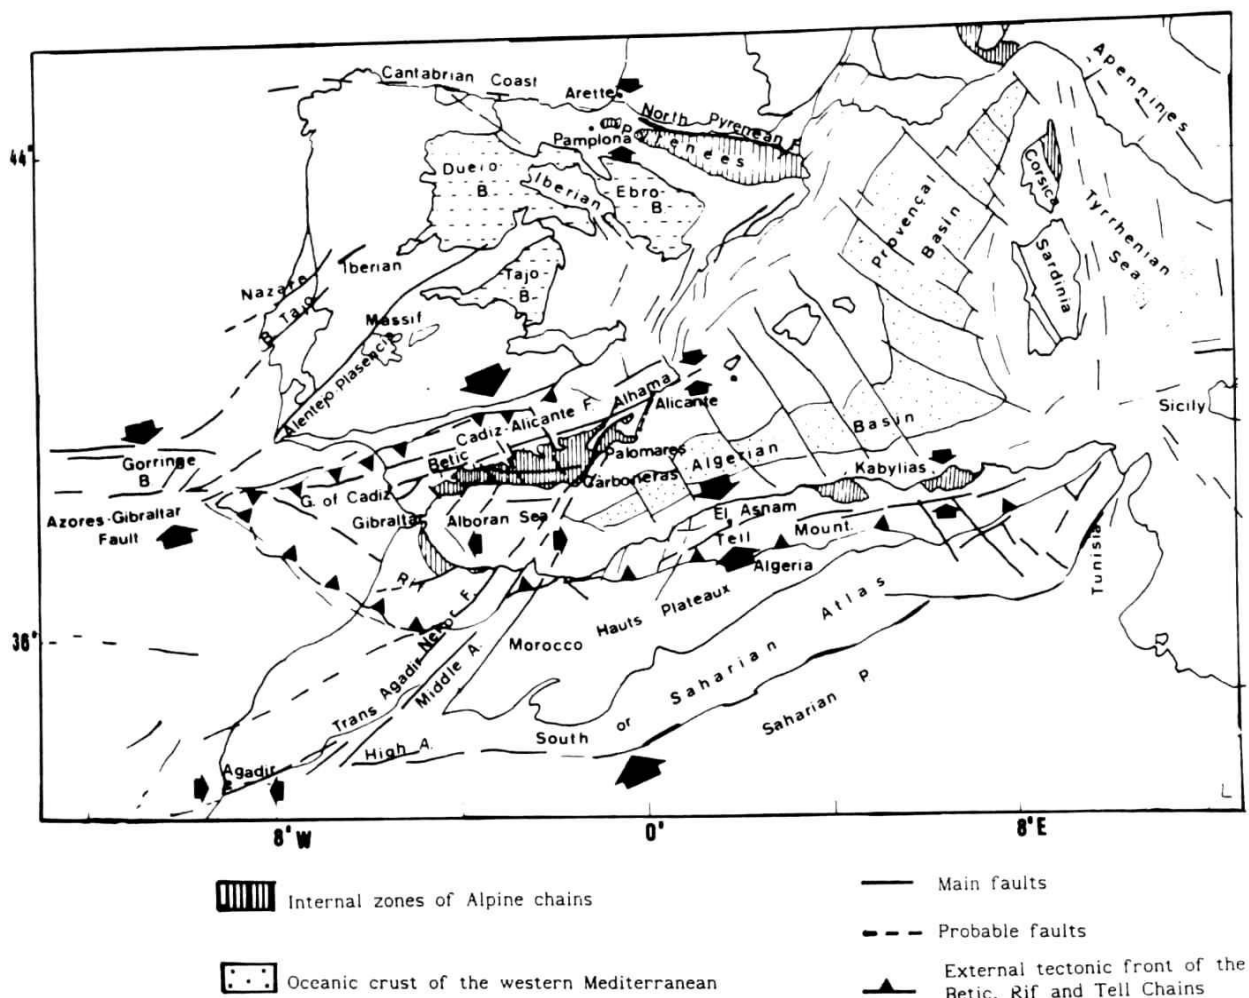 Cantabrian Coast
Arette
North Pyrenean F.
Pamplona
Pyrenees
Apennines
44°
Duero
B.
Iberian
Ebro
B.
Corsica
Provençal
Basin
Tyrrhenian
Sea
Sardinia
Nazare
Iberian
Tajo
B.
B. Tajo
Massif
Alentejo-Plasencia
Alhama
Alicante
Cadiz-Alicante F.
Betic
Sicily
Gorringe
B
Palomares
Algerian
Basin
Carboneras
Kabylias
G. of Cadiz
Azores-Gibraltar
Fault
Gibraltar
Alboran Sea
El Asnam
Tell Mount.
Algeria
Tunisia
R.
Nekor F.
Hauts Plateaux
Saharian Atlas
36°
Morocco
Trans Agadir
Middle A.
South of
Saharian P.
High A.
Agadir
8°W
0°
8°E
Internal zones of Alpine chains
Main faults
Probable faults
Oceanic crust of the western Mediterranean
External tectonic front of the
Betic, Rif and Tell Chains